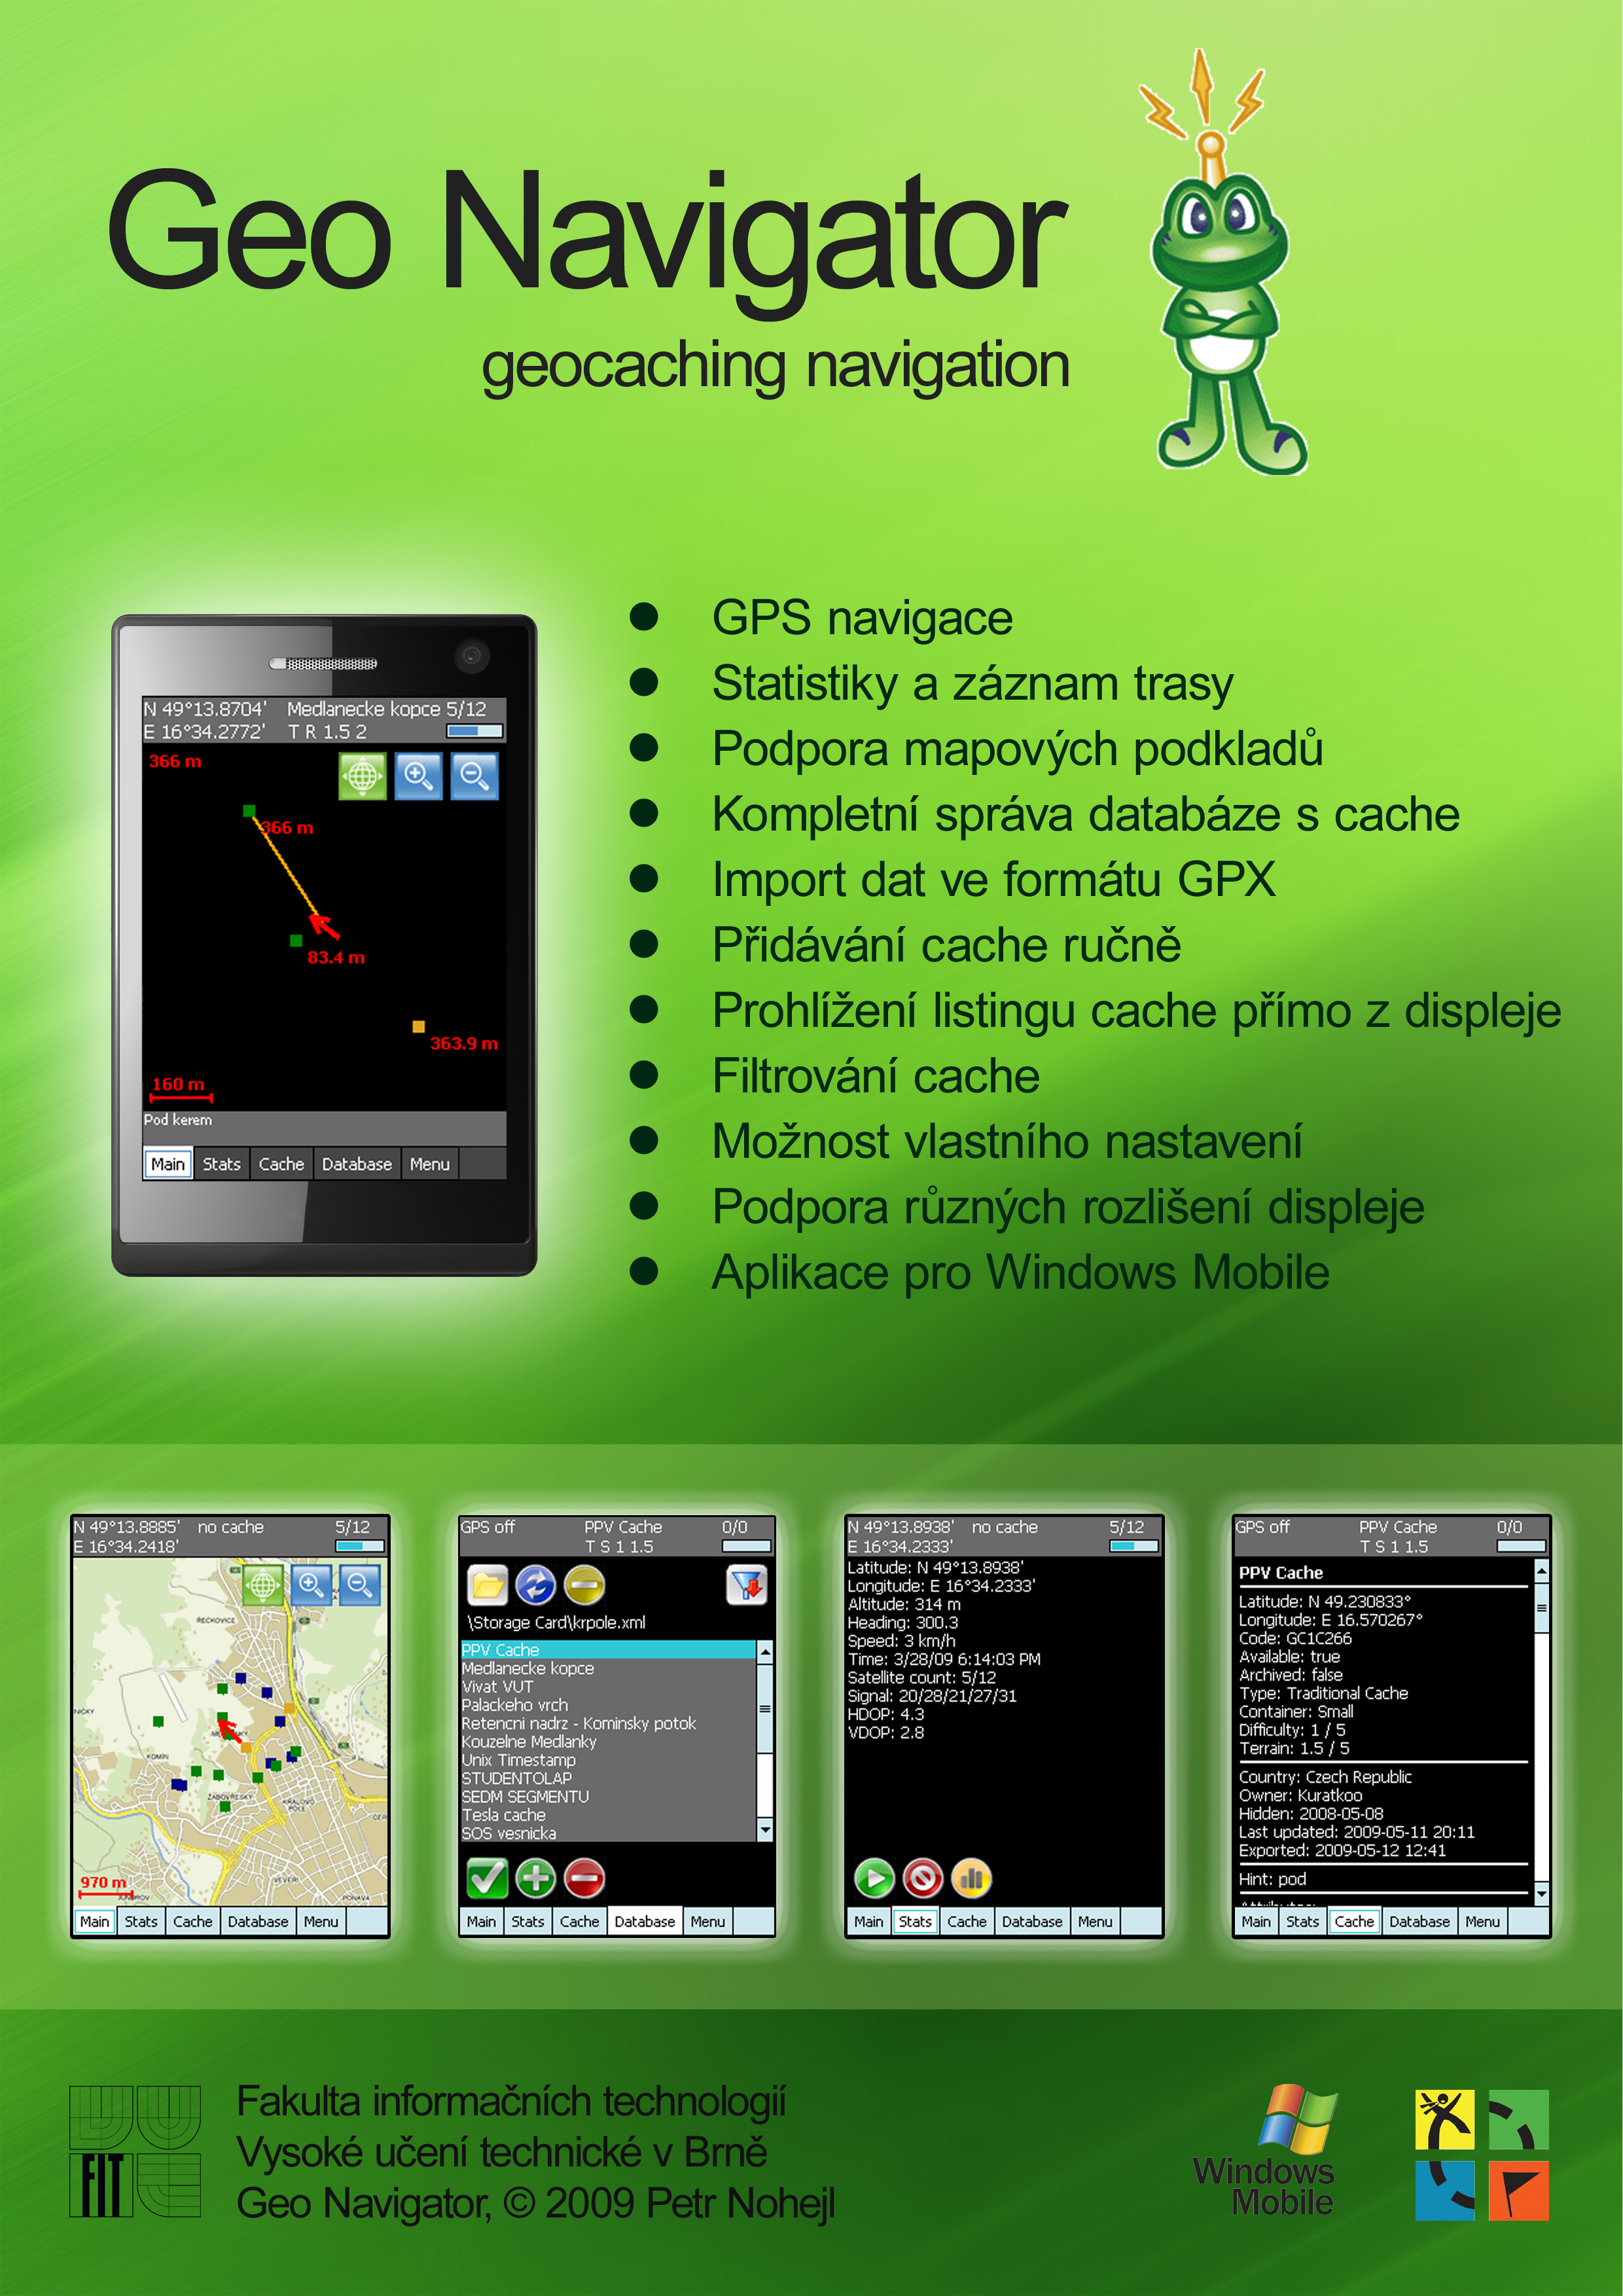 Geo Navigator
geocaching navigation
N 49°13.8704' Medlanecke kopce 5/12
E 16°34.2772' T R 1.5 2
366 m
366 m
83.4 m
363.9 m
160 m
Pod kerem
Main Stats Cache Database Menu
● GPS navigace
● Statistiky a záznam trasy
● Podpora mapových podkladů
● Kompletní správa databáze s cache
● Import dat ve formátu GPX
● Přidávání cache ručně
● Prohlížení listingu cache přímo z displeje
● Filtrování cache
● Možnost vlastního nastavení
● Podpora různých rozlišení displeje
● Aplikace pro Windows Mobile
N 49°13.8885' no cache 5/12
E 16°34.2418'
ŘEČKOVICE
KOMÍN
ŽABOVŘESKY
KRÁLOVO
POLE
VEVEŘÍ
PONAVA
970 m
Main Stats Cache Database Menu
GPS off PPV Cache 0/0
T S 1 1.5
\Storage Card\krpole.xml
PPV Cache
Medlanecke kopce
Vivat VUT
Palackeho vrch
Retencni nadrz - Kominsky potok
Kouzelne Medlanky
Unix Timestamp
STUDENTOLAP
SEDM SEGMENTU
Tesla cache
SOS vesnicka
Main Stats Cache Database Menu
N 49°13.8938' no cache 5/12
E 16°34.2333'
Latitude: N 49°13.8938'
Longitude: E 16°34.2333'
Altitude: 314 m
Heading: 300.3
Speed: 3 km/h
Time: 3/28/09 6:14:03 PM
Satellite count: 5/12
Signal: 20/28/21/27/31
HDOP: 4.3
VDOP: 2.8
Main Stats Cache Database Menu
GPS off PPV Cache 0/0
T S 1 1.5
PPV Cache
Latitude: N 49.230833°
Longitude: E 16.570267°
Code: GC1C266
Available: true
Archived: false
Type: Traditional Cache
Container: Small
Difficulty: 1 / 5
Terrain: 1.5 / 5
Country: Czech Republic
Owner: Kuratkoo
Hidden: 2008-05-08
Last updated: 2009-05-11 20:11
Exported: 2009-05-12 12:41
Hint: pod
Main Stats Cache Database Menu
FIT
Fakulta informačních technologií
Vysoké učení technické v Brně
Geo Navigator, © 2009 Petr Nohejl
Windows
Mobile